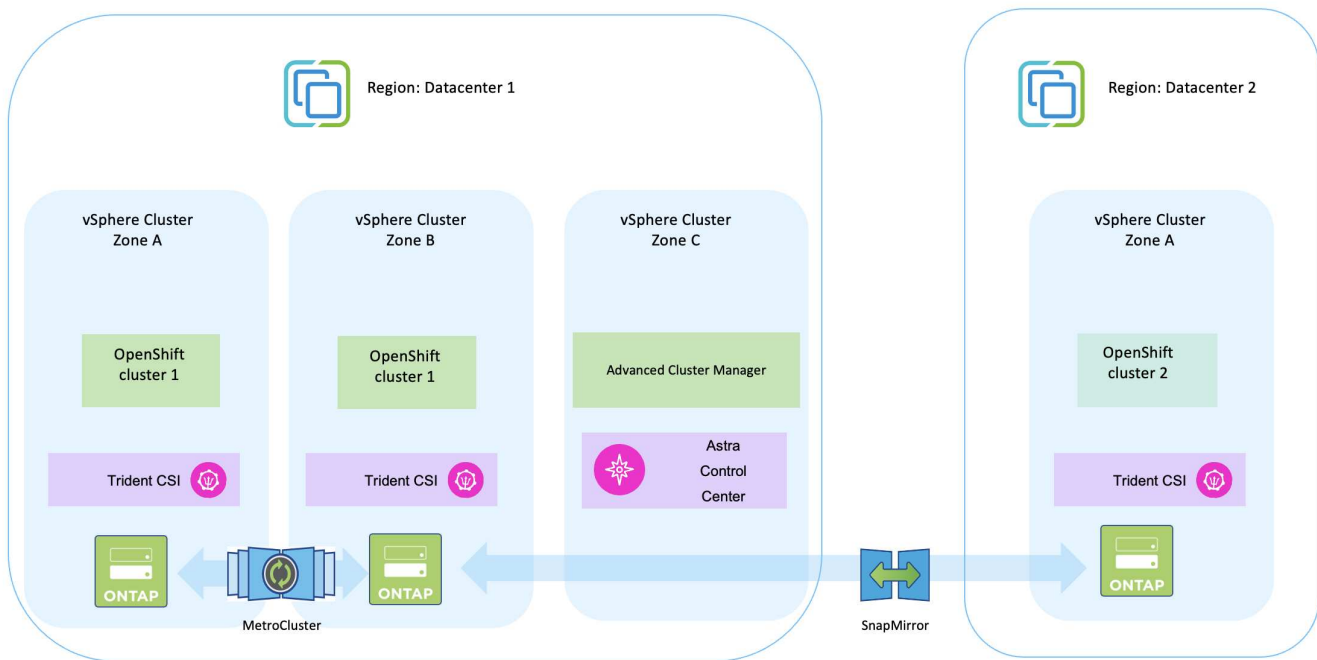 Region: Datacenter 1
Region: Datacenter 2
vSphere Cluster
Zone A
vSphere Cluster
Zone B
vSphere Cluster
Zone C
vSphere Cluster
Zone A
OpenShift
cluster 1
OpenShift
cluster 1
Advanced Cluster Manager
OpenShift
cluster 2
Trident CSI
Trident CSI
Astra
Control
Center
Trident CSI
ONTAP
ONTAP
ONTAP
MetroCluster
SnapMirror